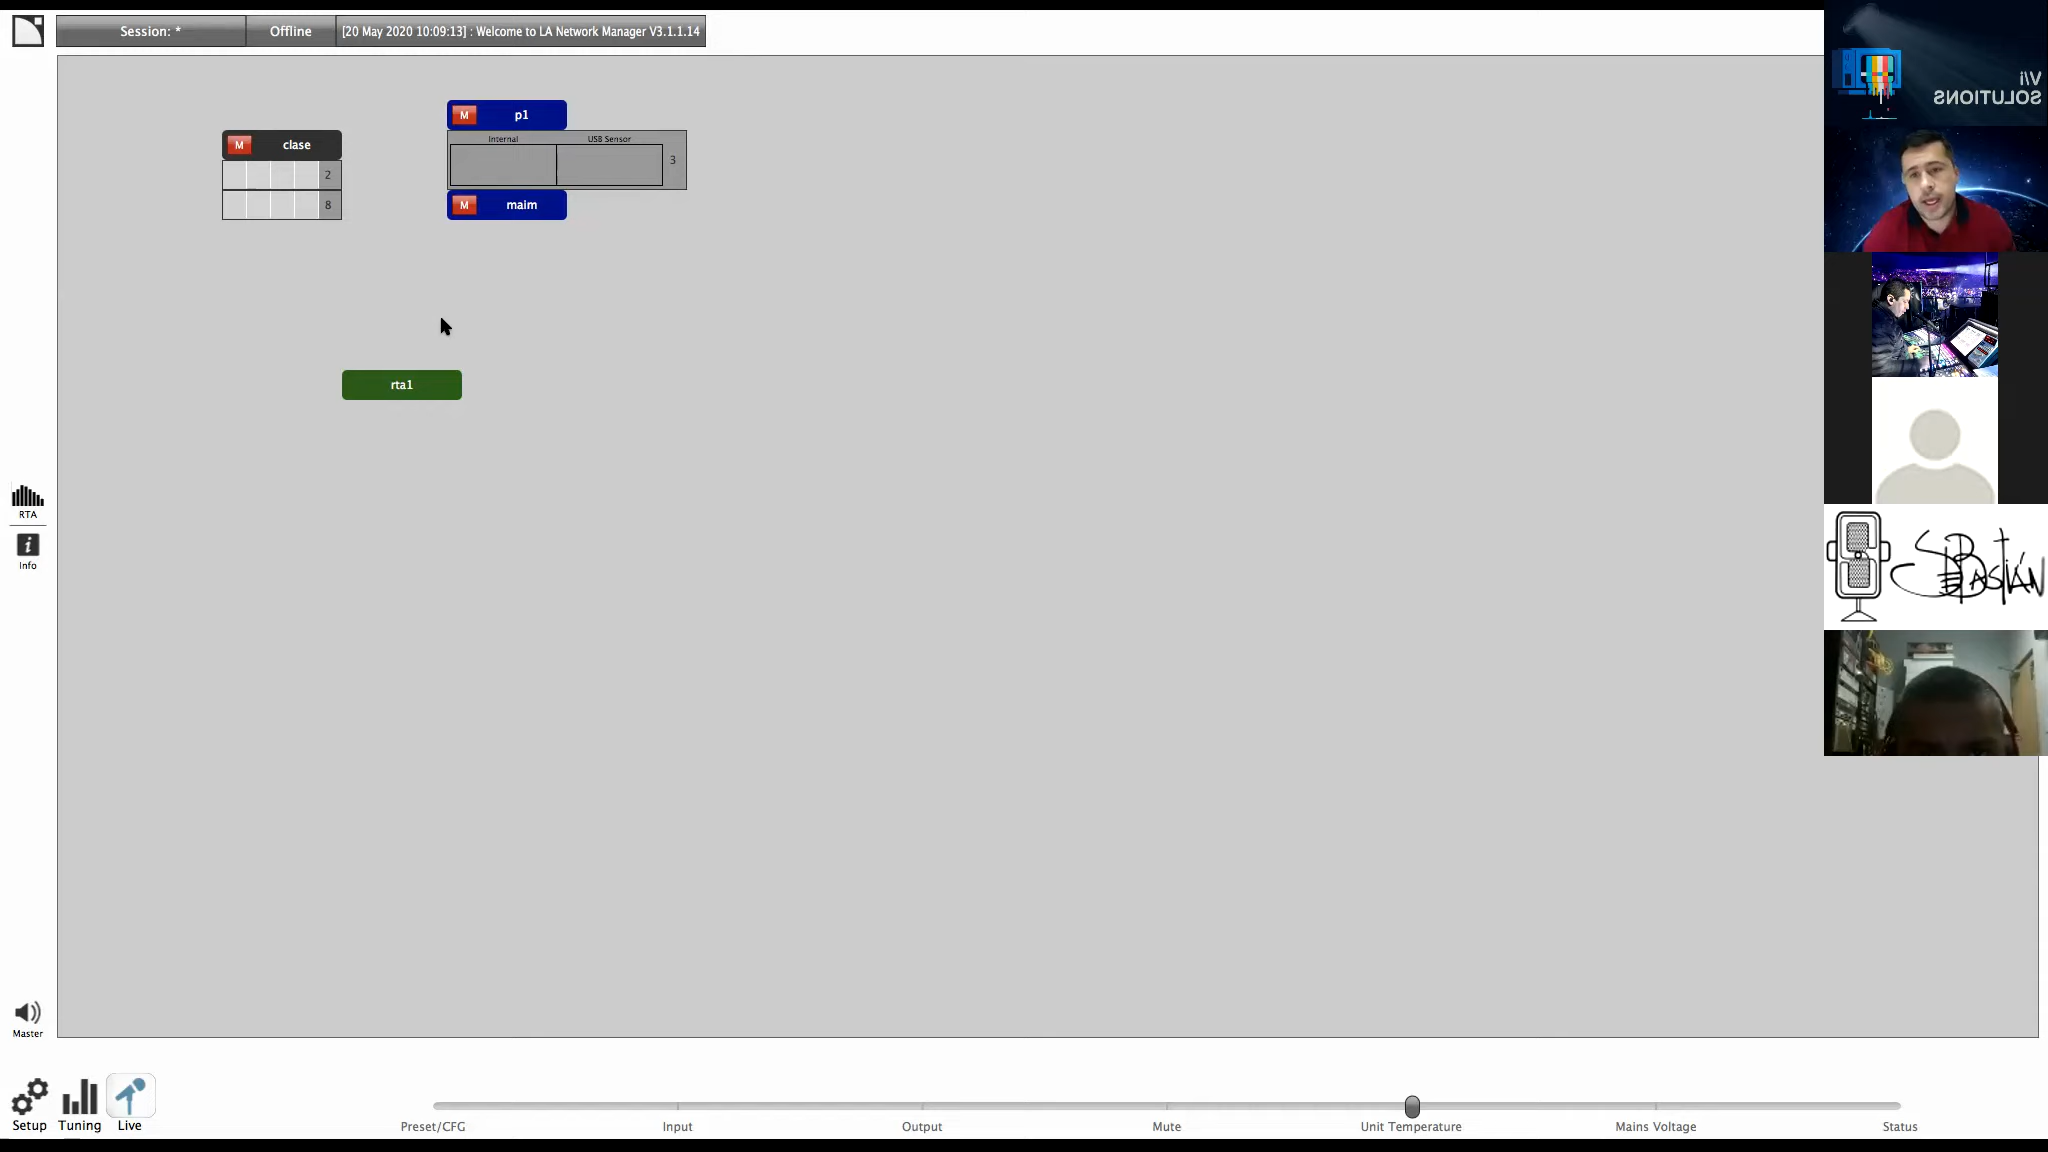 Session: *
Offline
[20 May 2020 10:09:13] : Welcome to LA Network Manager V3.1.1.14
V/i
SOLUTIONS
M p1
Internal
USB Sensor
M clase
3
2
M maim
8
rta1
RTA
i
Info
SEBAStIÁN
Master
Setup
Tuning
Live
Preset/CFG
Input
Output
Mute
Unit Temperature
Mains Voltage
Status